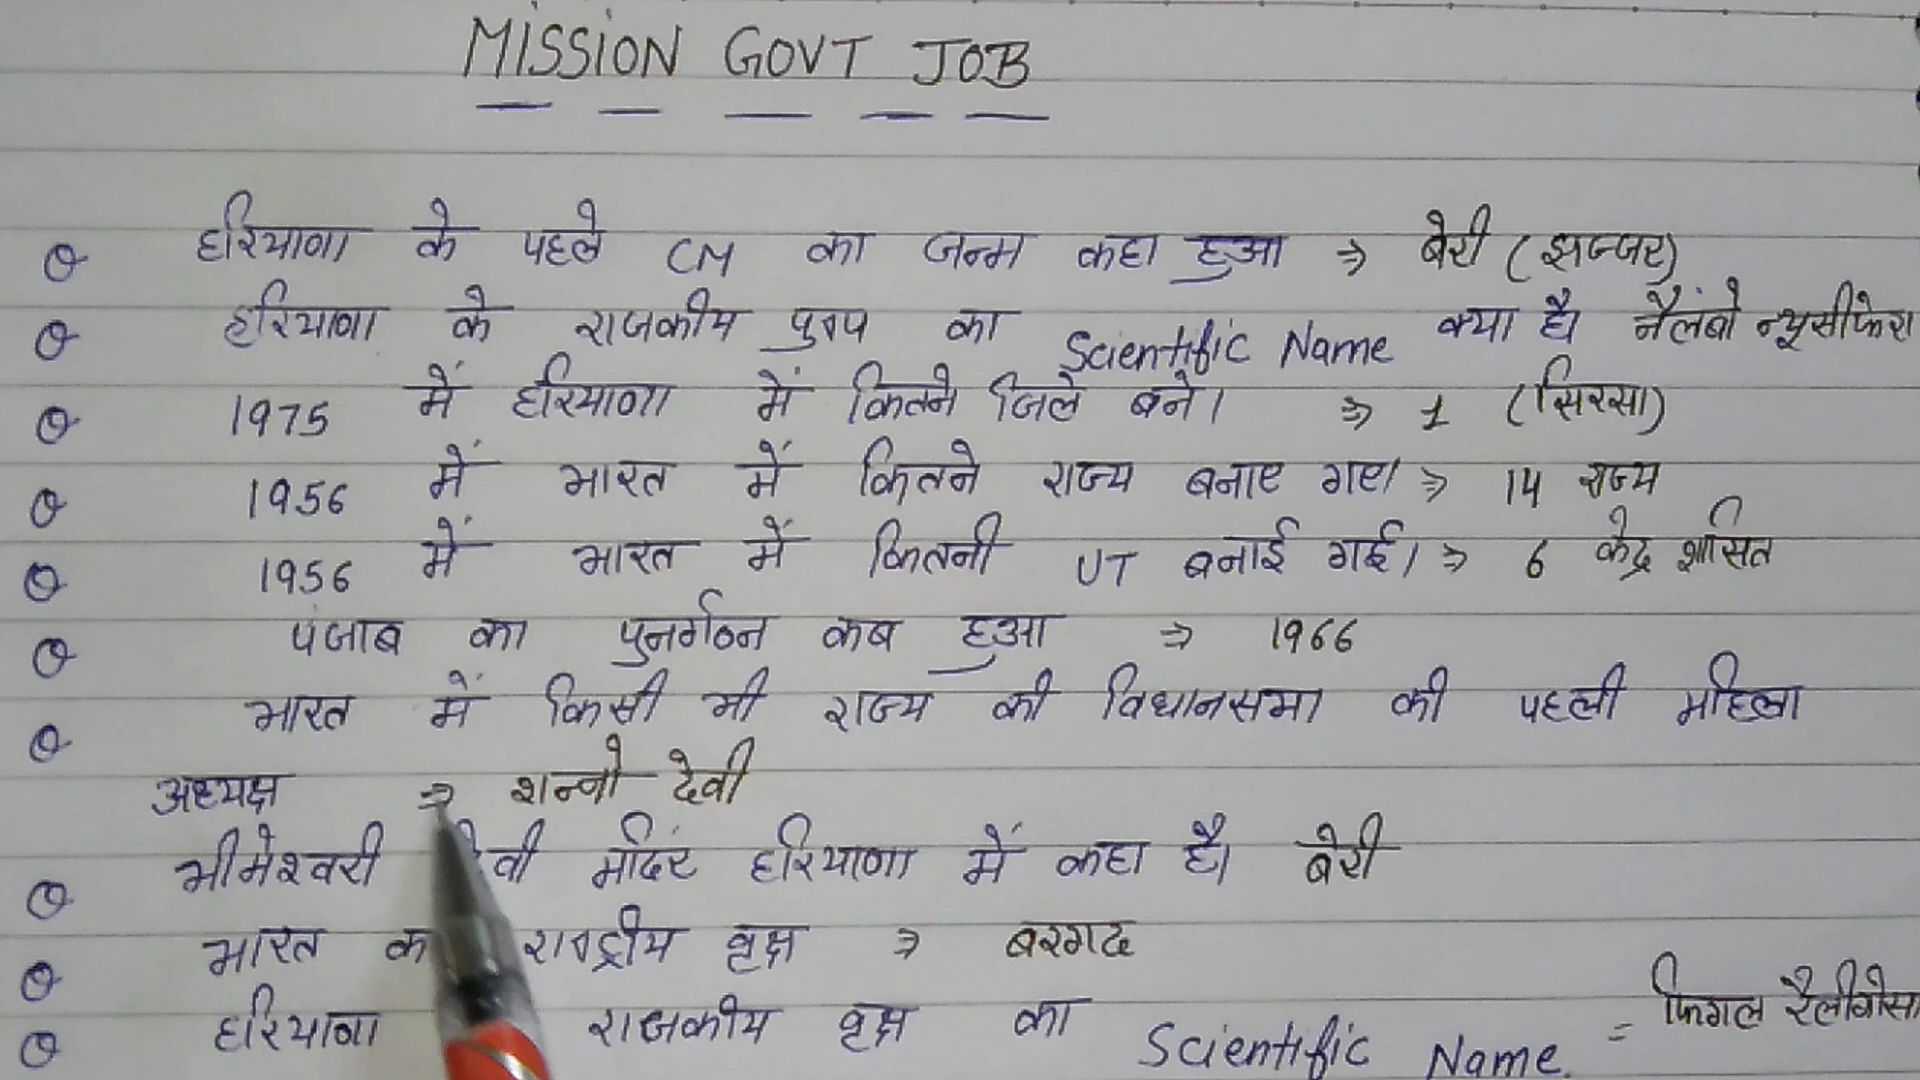 MISSION GOVT JOB
हरियाणा के पहले CM का जन्म कहा हुआ ⇒ बेरी (झज्जर)
हरियाणा के राजकीय पुष्प का Scientific Name क्या है। नैलंबो न्यूसीफेरा
1975 में हरियाणा में कितने जिले बने। ⇒ 1 (सिरसा)
1956 में भारत में कितने राज्य बनाए गए। ⇒ 14 राज्य
1956 में भारत में कितनी UT बनाई गई। ⇒ 6 केंद्र शासित
पंजाब का पुनर्गठन कब हुआ ⇒ 1966
भारत में किसी भी राज्य की विधानसभा की पहली महिला
अध्यक्ष ⇒ शन्नो देवी
भीमेश्वरी देवी मंदिर हरियाणा में कहा है। बेरी
भारत का राष्ट्रीय वृक्ष ⇒ बरगद
हरियाणा राजकीय वृक्ष का Scientific Name = फिगल रैलीगोसा